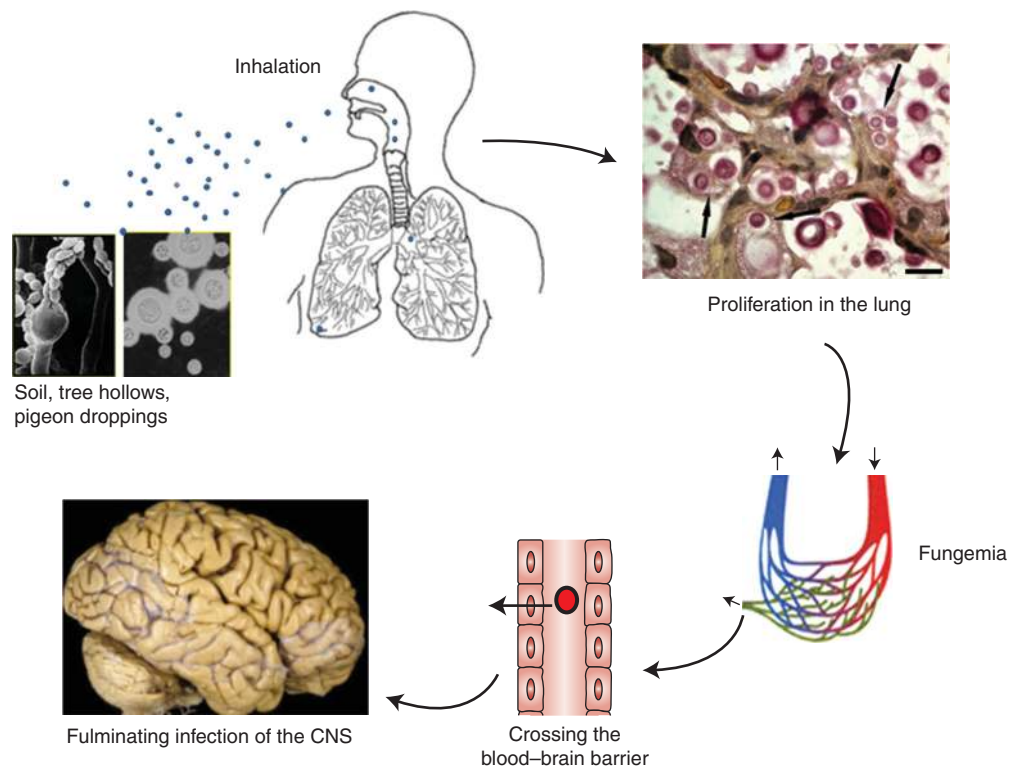 Inhalation
Soil, tree hollows,
pigeon droppings
Proliferation in the lung
Fungemia
Crossing the
blood–brain barrier
Fulminating infection of the CNS